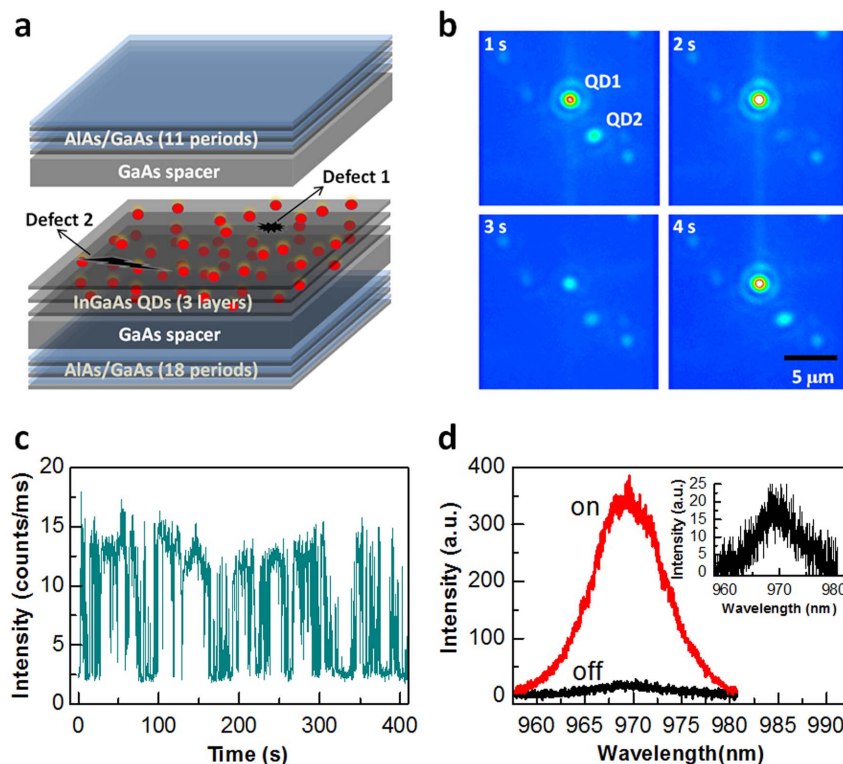 a
AlAs/GaAs (11 periods)
GaAs spacer
Defect 1
Defect 2
InGaAs QDs (3 layers)
GaAs spacer
AlAs/GaAs (18 periods)
b
1 s
QD1
QD2
2 s
3 s
4 s
5 μm
c
Intensity (counts/ms)
20
15
10
5
0
0 100 200 300 400
Time (s)
d
Intensity (a.u.)
400
300
200
100
0
on
off
960 965 970 975 980 985 990
Wavelength(nm)
Intensity (a.u.)
25
20
15
10
5
0
960 970 980
Wavelength (nm)